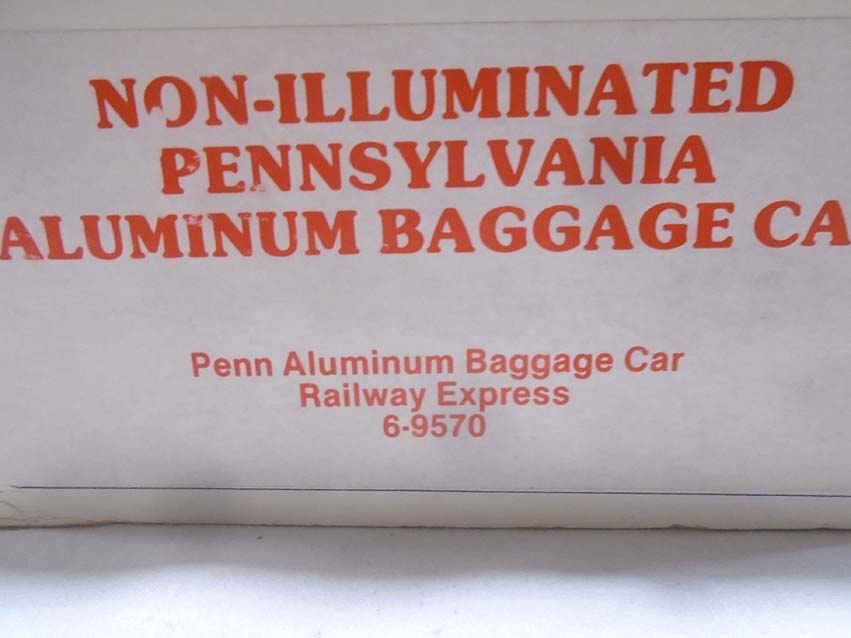 NON-ILLUMINATED
PENNSYLVANIA
ALUMINUM BAGGAGE CA
Penn Aluminum Baggage Car
Railway Express
6-9570